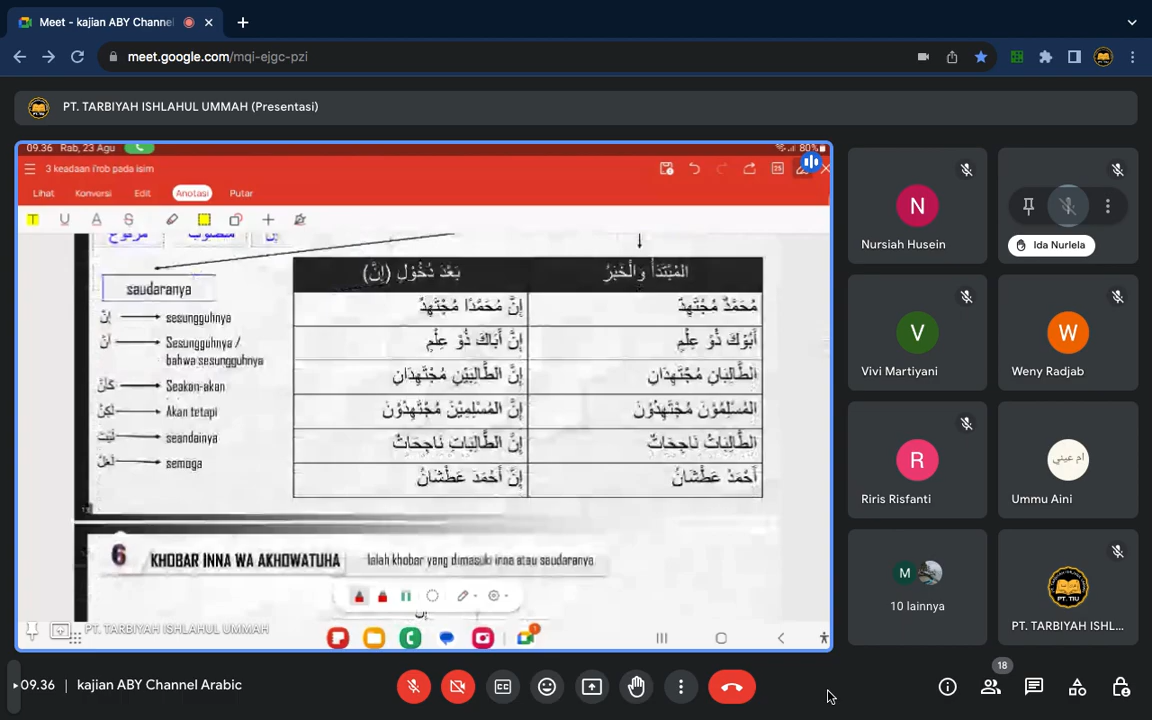 Meet - kajian ABY Channel
meet.google.com/mqi-ejgc-pzi
PT. TARBIYAH ISHLAHUL UMMAH (Presentasi)
09.36 Rab, 23 Agu
80%
3 keadaan i'rob pada isim
Lihat Konversi Edit Anotasi Putar
مرفوع منصوب إن
saudaranya
إِنَّ sesungguhnya
أَنَّ Sesungguhnya /
bahwa sesungguhnya
كَأَنَّ Seakan-akan
لَكِنَّ Akan tetapi
لَيْتَ seandainya
لَعَلَّ semoga
المُبْتَدَأُ وَالْخَبَرُ بَعْدَ دُخُوْلِ (إِنَّ)
مُحَمَّدٌ مُجْتَهِدٌ إِنَّ مُحَمَّدًا مُجْتَهِدٌ
أَبُوْكَ ذُوْ عِلْمٍ إِنَّ أَبَاكَ ذُوْ عِلْمٍ
الطَّالِبَانِ مُجْتَهِدَانِ إِنَّ الطَّالِبَيْنِ مُجْتَهِدَانِ
المُسْلِمُوْنَ مُجْتَهِدُوْنَ إِنَّ المُسْلِمِيْنَ مُجْتَهِدُوْنَ
الطَّالِبَاتُ نَاجِحَاتٌ إِنَّ الطَّالِبَاتِ نَاجِحَاتٌ
أَحْمَدُ عَطْشَانُ إِنَّ أَحْمَدَ عَطْشَانُ
6 KHOBAR INNA WA AKHOWATUHA Ialah khobar yang dimasuki inna atau saudaranya
PT. TARBIYAH ISHLAHUL UMMAH
N
Nursiah Husein
Ida Nurlela
V
Vivi Martiyani
W
Weny Radjab
R
Riris Risfanti
ام عيني
Ummu Aini
M
10 lainnya
PT. TIU
PT. TARBIYAH ISHL...
09.36 | kajian ABY Channel Arabic
18